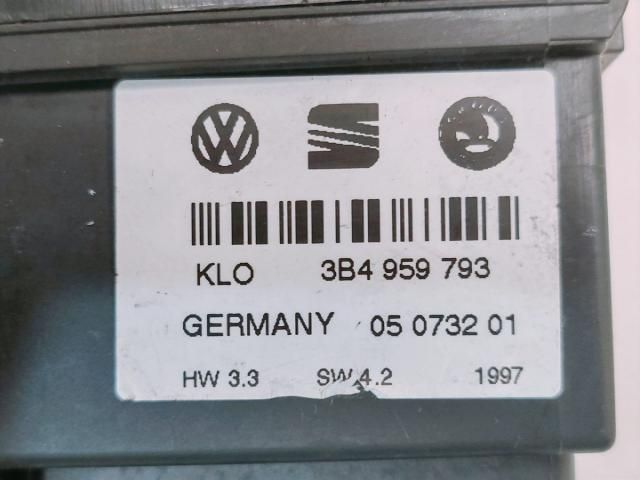 KLO 3B4 959 793
GERMANY 05 0732 01
HW 3.3 SW 4.2 1997